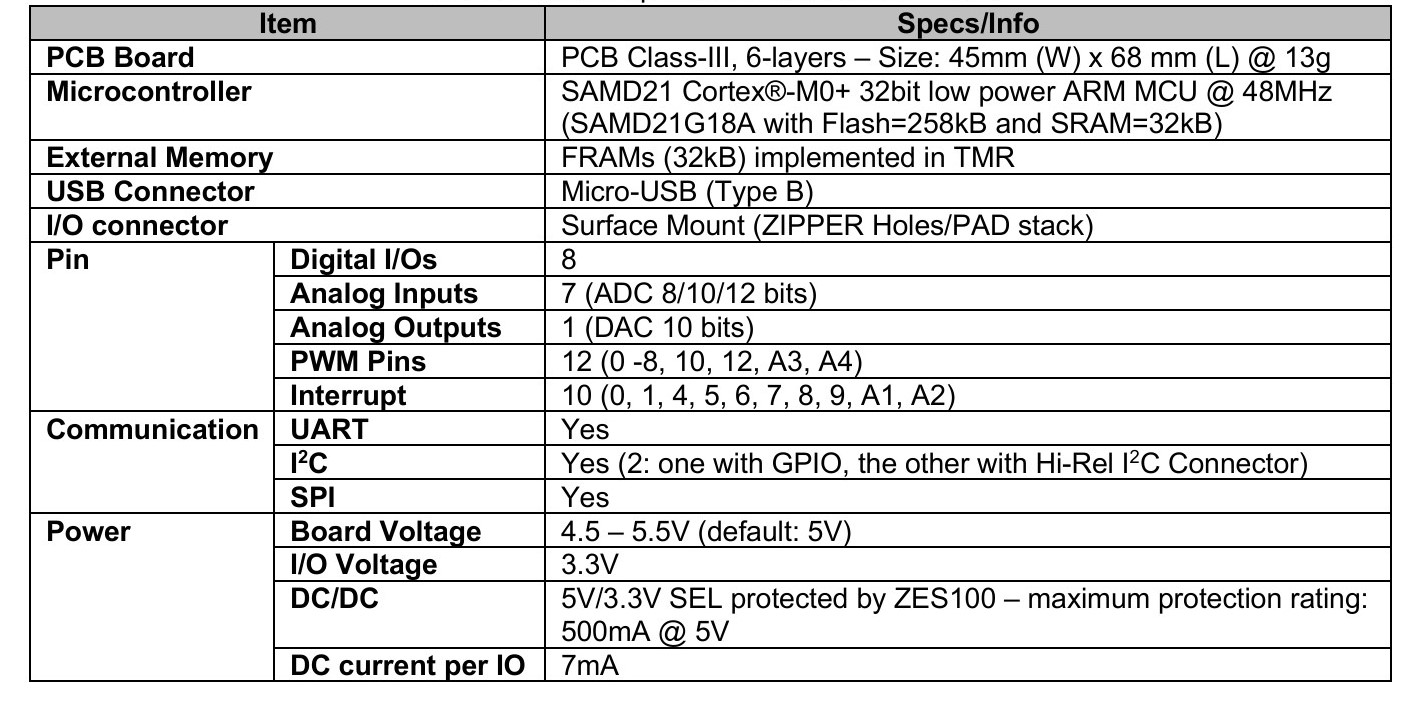 Item Specs/Info
PCB Board PCB Class-III, 6-layers – Size: 45mm (W) x 68 mm (L) @ 13g
Microcontroller SAMD21 Cortex®-M0+ 32bit low power ARM MCU @ 48MHz
(SAMD21G18A with Flash=258kB and SRAM=32kB)
External Memory FRAMs (32kB) implemented in TMR
USB Connector Micro-USB (Type B)
I/O connector Surface Mount (ZIPPER Holes/PAD stack)
Pin Digital I/Os 8
Analog Inputs 7 (ADC 8/10/12 bits)
Analog Outputs 1 (DAC 10 bits)
PWM Pins 12 (0 -8, 10, 12, A3, A4)
Interrupt 10 (0, 1, 4, 5, 6, 7, 8, 9, A1, A2)
Communication UART Yes
I²C Yes (2: one with GPIO, the other with Hi-Rel I²C Connector)
SPI Yes
Power Board Voltage 4.5 – 5.5V (default: 5V)
I/O Voltage 3.3V
DC/DC 5V/3.3V SEL protected by ZES100 – maximum protection rating:
500mA @ 5V
DC current per IO 7mA